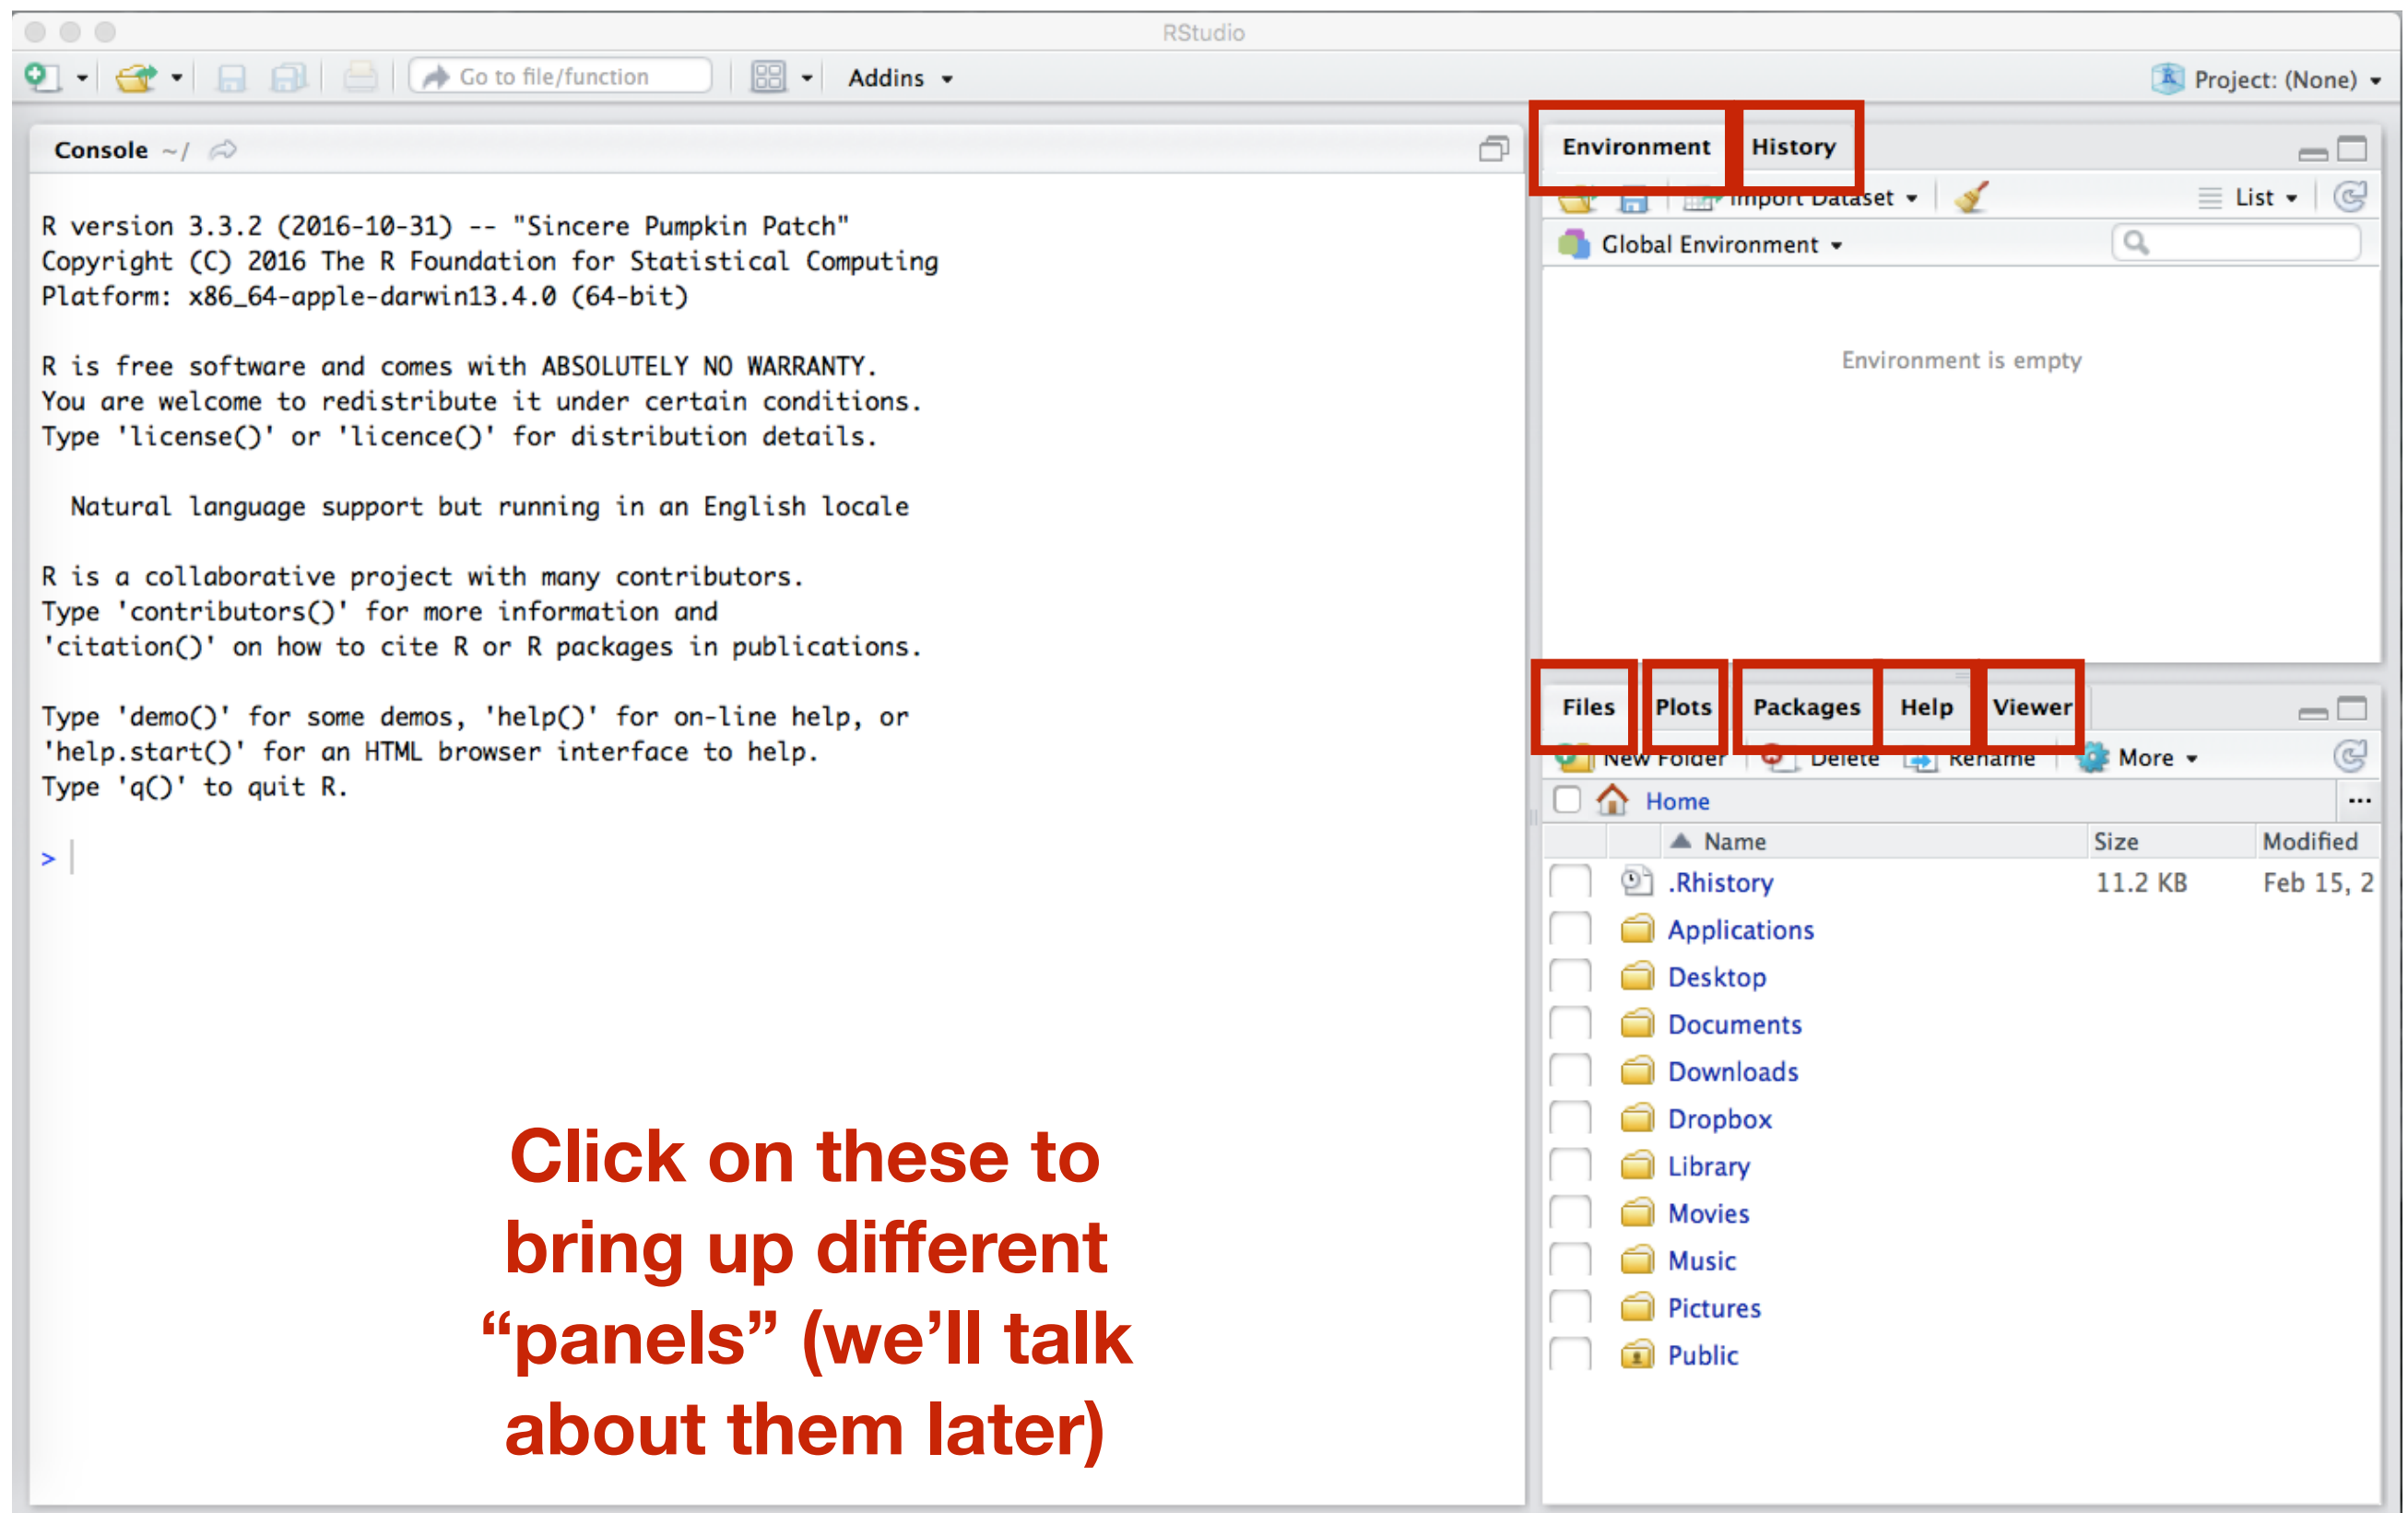 RStudio
Go to file/function
Addins
Project: (None)
Console ~/
R version 3.3.2 (2016-10-31) -- "Sincere Pumpkin Patch"
Copyright (C) 2016 The R Foundation for Statistical Computing
Platform: x86_64-apple-darwin13.4.0 (64-bit)
R is free software and comes with ABSOLUTELY NO WARRANTY.
You are welcome to redistribute it under certain conditions.
Type 'license()' or 'licence()' for distribution details.
Natural language support but running in an English locale
R is a collaborative project with many contributors.
Type 'contributors()' for more information and
'citation()' on how to cite R or R packages in publications.
Type 'demo()' for some demos, 'help()' for on-line help, or
'help.start()' for an HTML browser interface to help.
Type 'q()' to quit R.
>
Click on these to
bring up different
“panels” (we’ll talk
about them later)
Environment History
Import Dataset List
Global Environment
Environment is empty
Files Plots Packages Help Viewer
New Folder Delete Rename More
Home ...
Name Size Modified
.Rhistory 11.2 KB Feb 15, 2
Applications
Desktop
Documents
Downloads
Dropbox
Library
Movies
Music
Pictures
Public